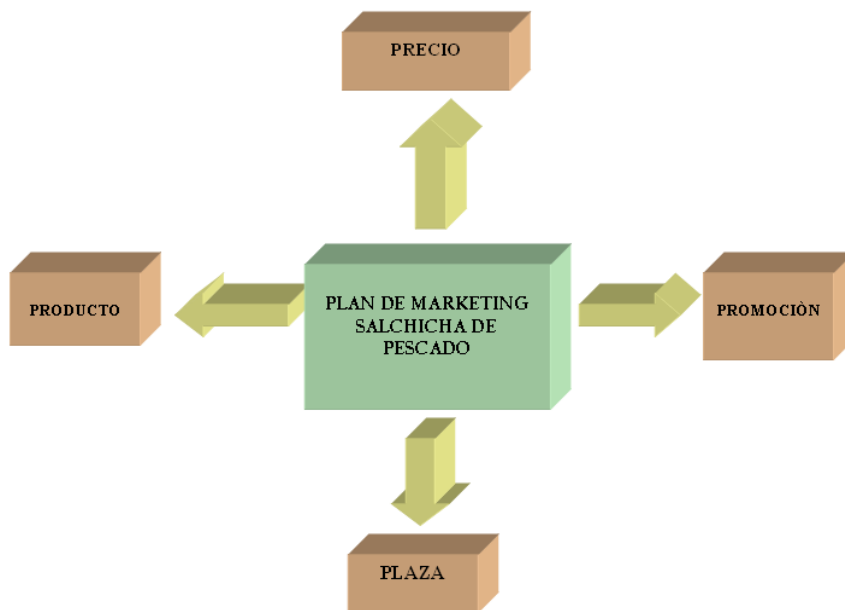 PRECIO
PRODUCTO
PLAN DE MARKETING
SALCHICHA DE
PESCADO
PROMOCIÒN
PLAZA